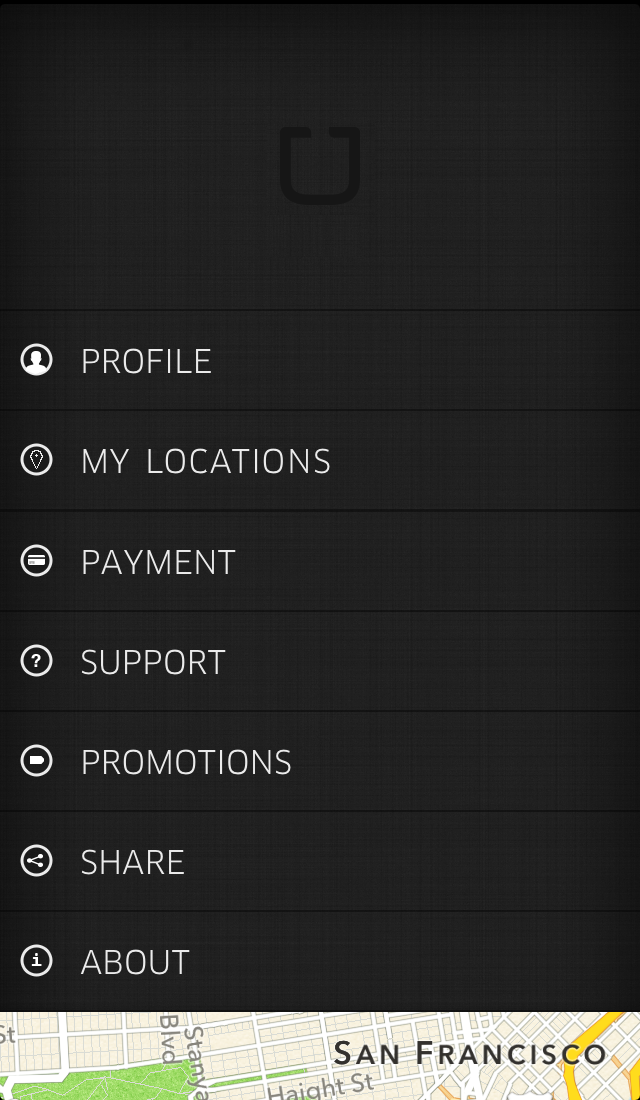 PROFILE
MY LOCATIONS
PAYMENT
SUPPORT
PROMOTIONS
SHARE
ABOUT
St
Blvd
Stanya
Haight St
SAN FRANCISCO